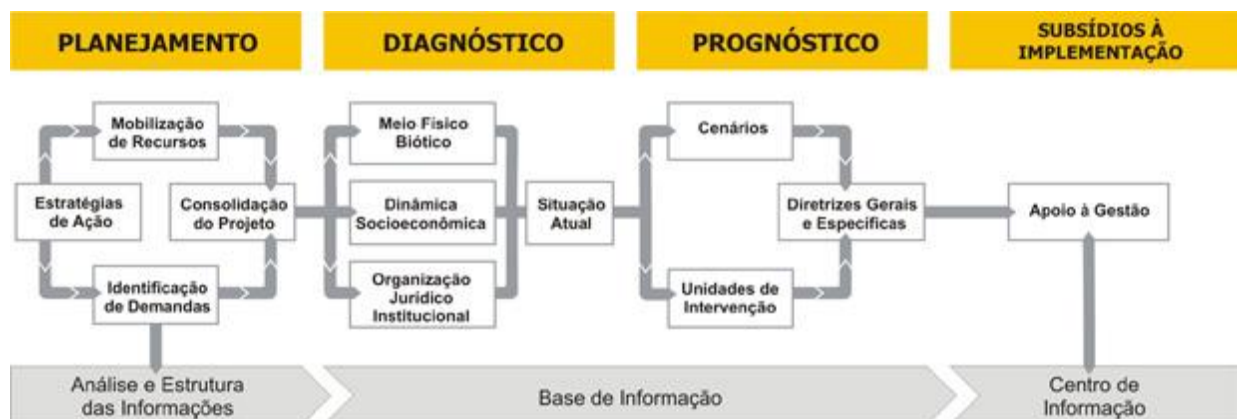 PLANEJAMENTO
DIAGNÓSTICO
PROGNÓSTICO
SUBSÍDIOS À
IMPLEMENTAÇÃO
Mobilização
de Recursos
Estratégias
de Ação
Consolidação
do Projeto
Identificação
de Demandas
Meio Físico
Biótico
Dinâmica
Socioeconômica
Organização
Jurídico
Institucional
Situação
Atual
Cenários
Unidades de
Intervenção
Diretrizes Gerais
e Específicas
Apoio à Gestão
Análise e Estrutura
das Informações
Base de Informação
Centro de
Informação